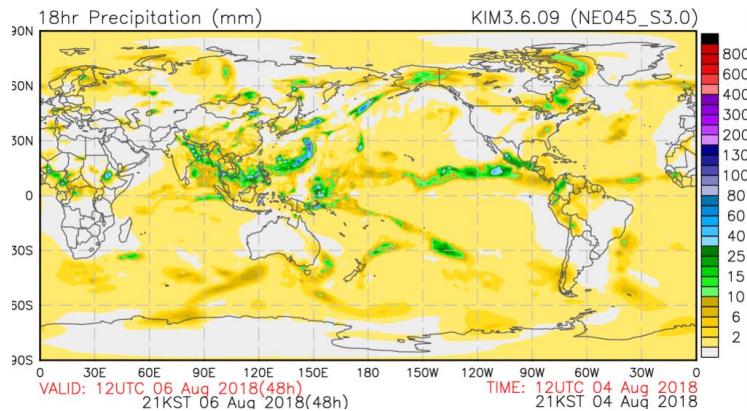 18hr Precipitation (mm) KIM3.6.09 (NE045_S3.0)
90N
60N
30N
0
30S
60S
90S
0 30E 60E 90E 120E 150E 180 150W 120W 90W 60W 30W 0
800
600
400
300
200
130
100
80
60
40
25
15
10
6
2
VALID: 12UTC 06 Aug 2018(48h) TIME: 12UTC 04 Aug 2018
21KST 06 Aug 2018(48h) 21KST 04 Aug 2018